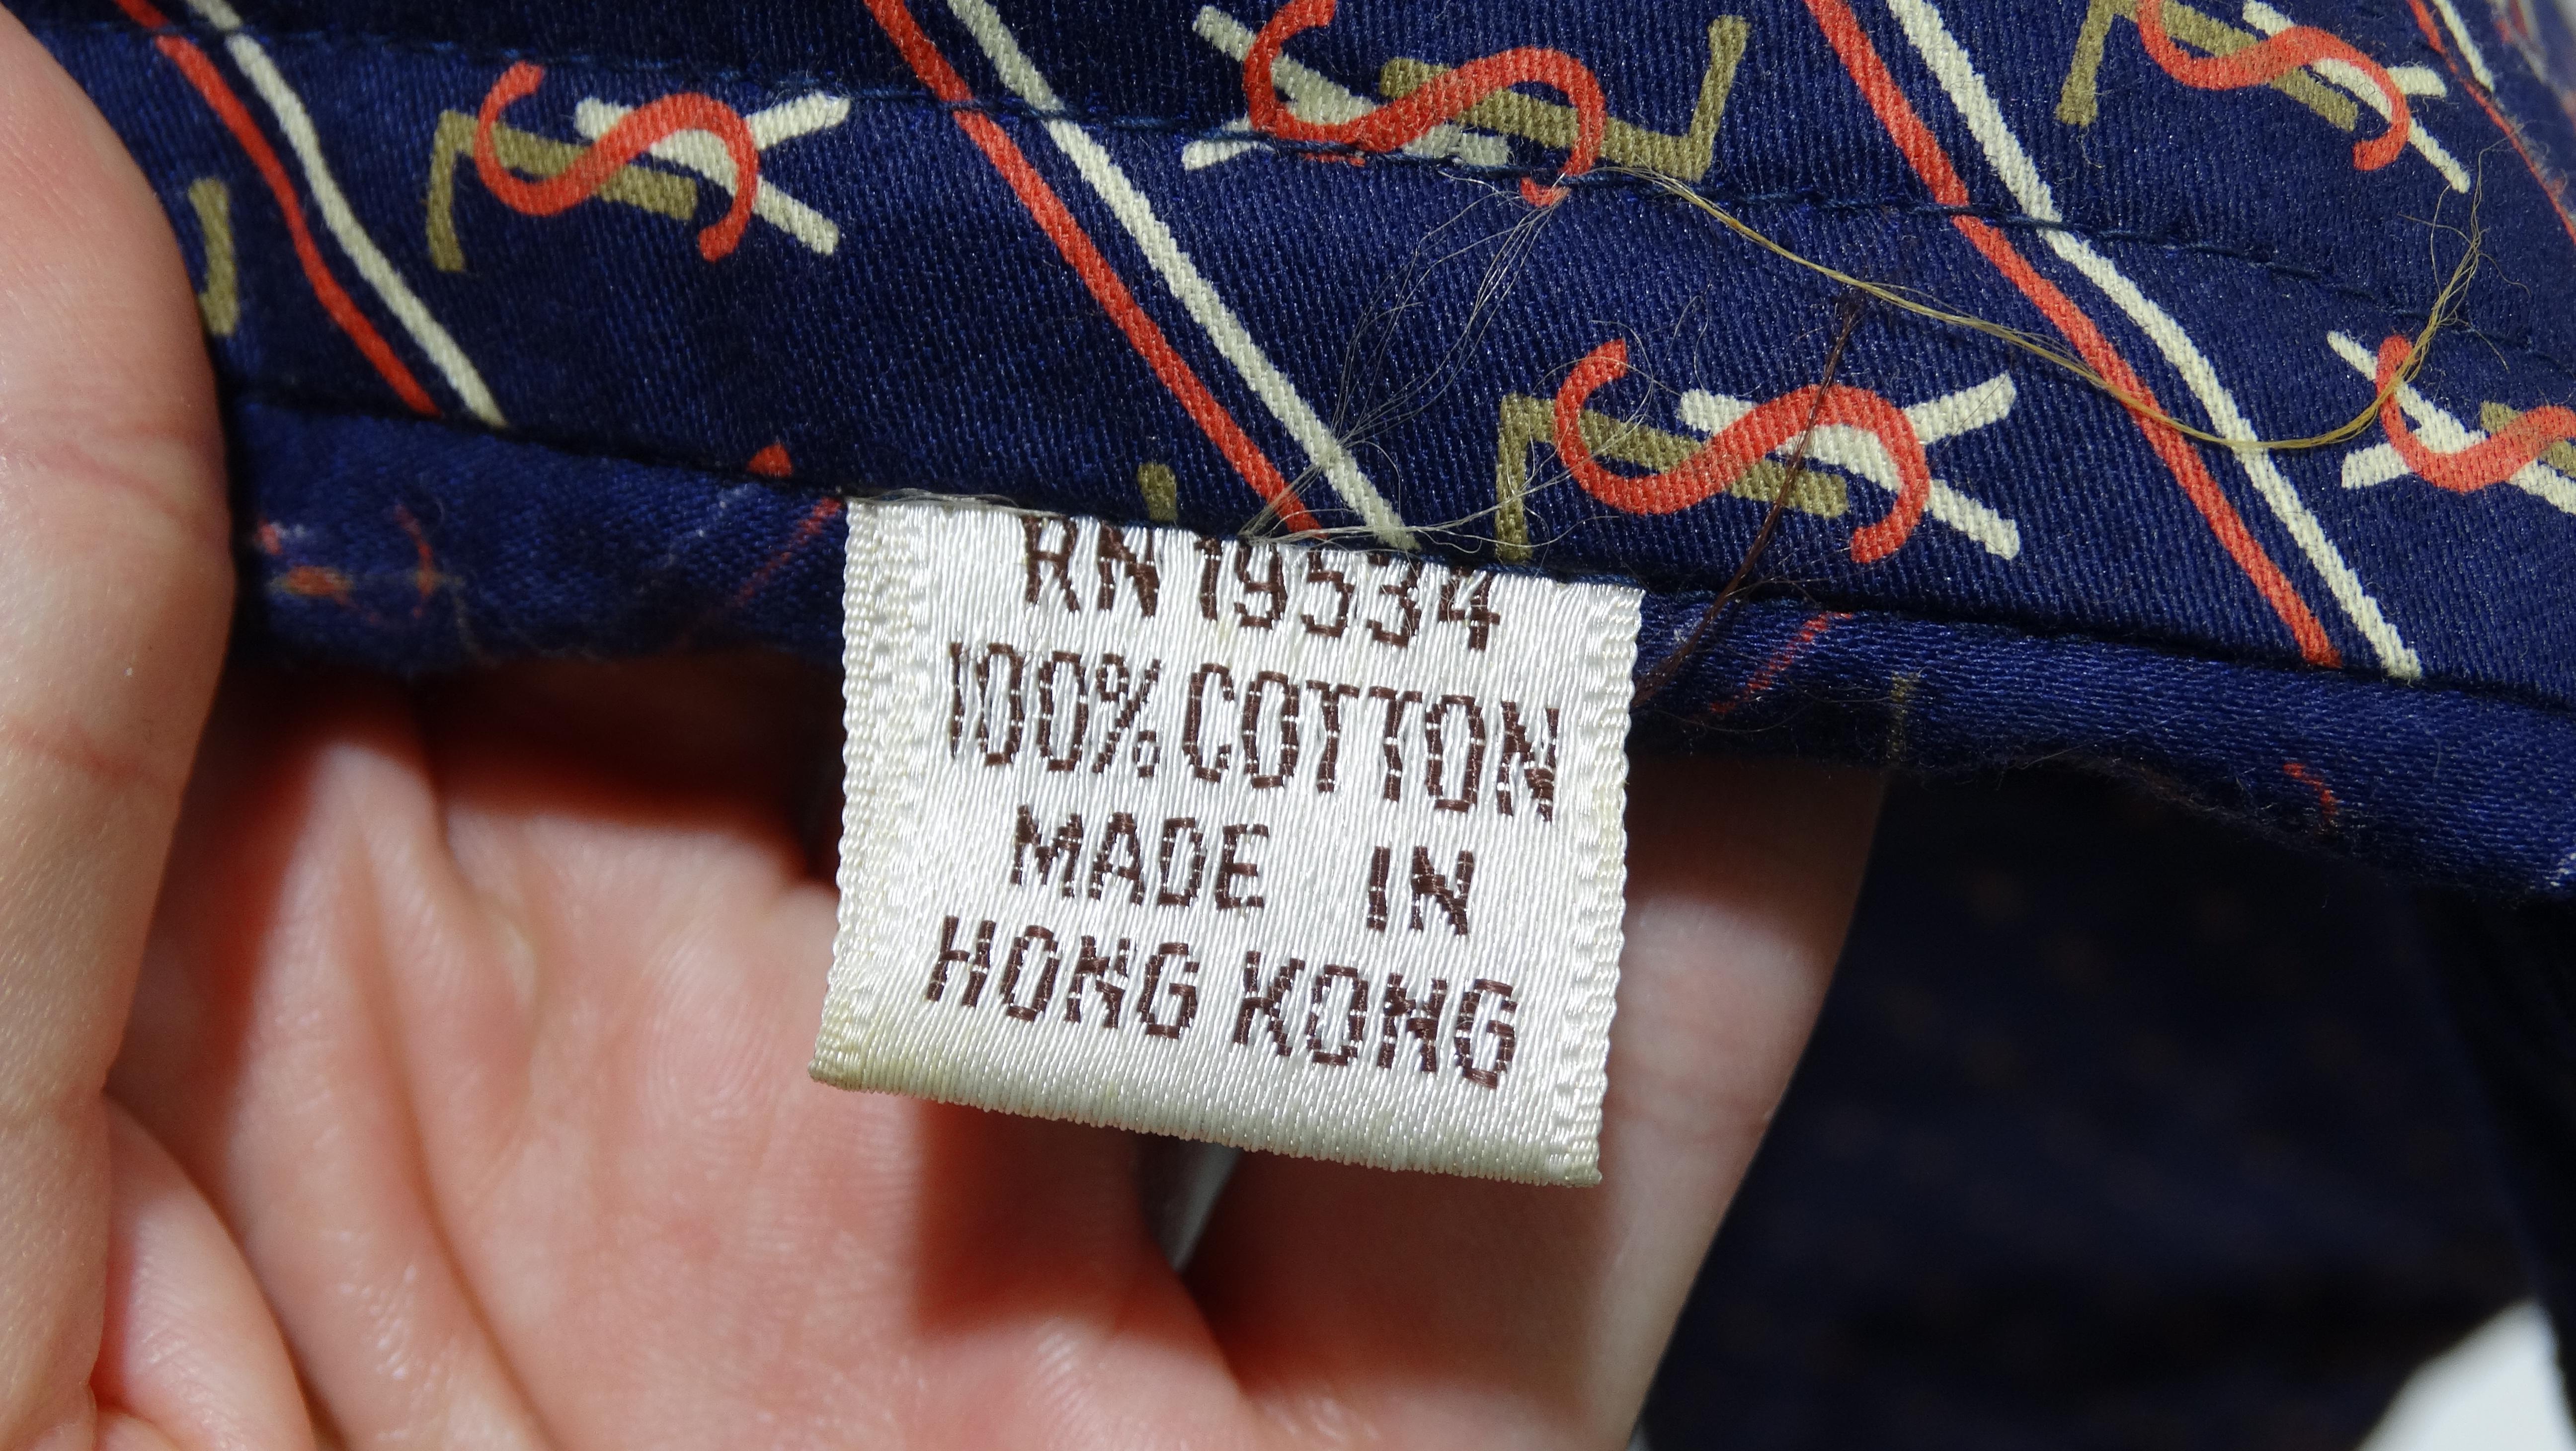 RN 19534
100% COTTON
MADE IN
HONG KONG